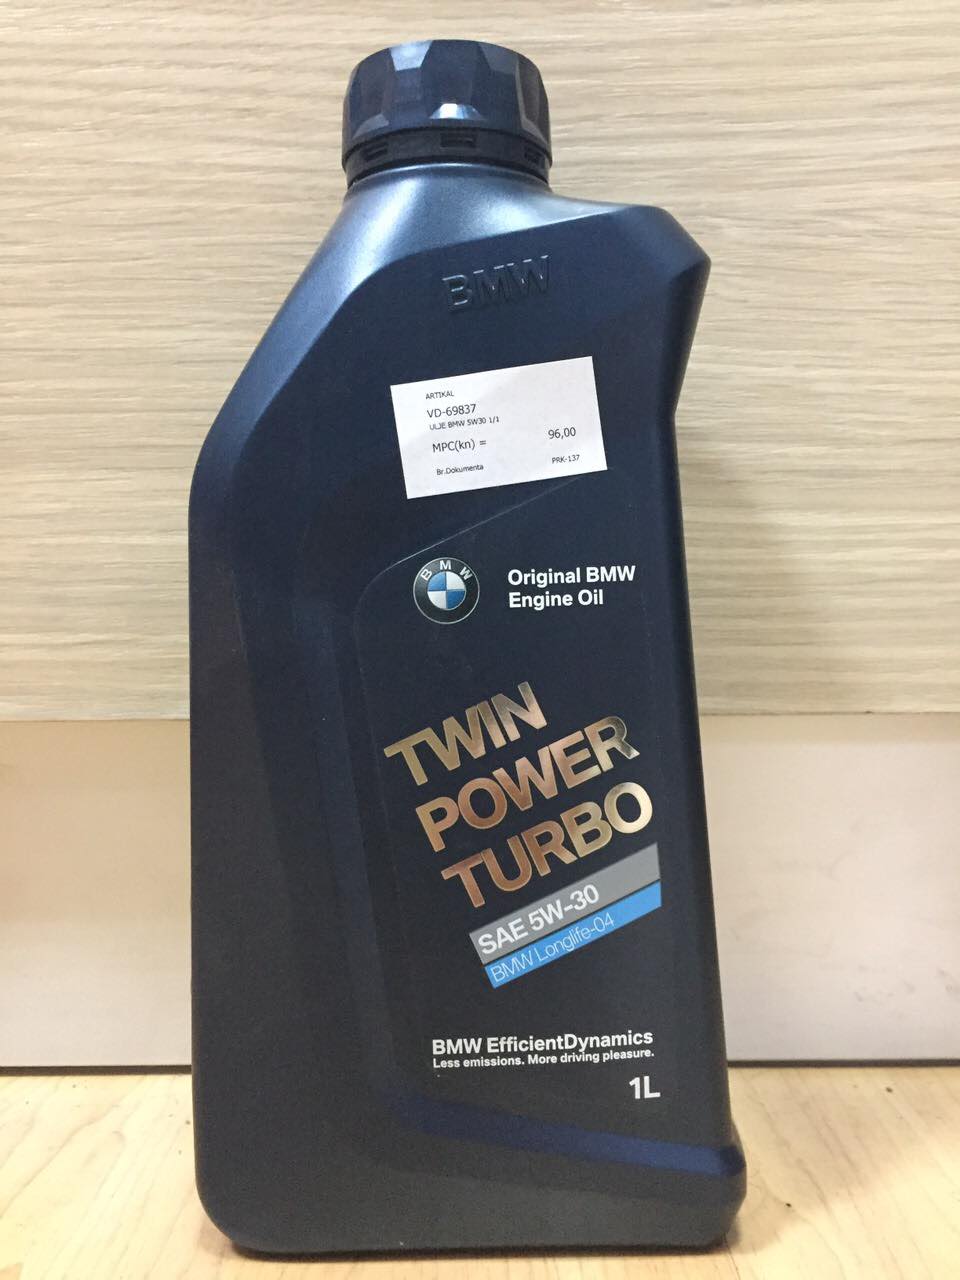 BMW
ARTIKAL
VD-69837
ULJE BMW 5W30 1/1
MPC(kn) = 96,00
Br.Dokumenta PRK-137
BMW
Original BMW
Engine Oil
TWIN
POWER
TURBO
SAE 5W-30
BMW Longlife-04
BMW EfficientDynamics
Less emissions. More driving pleasure.
1L